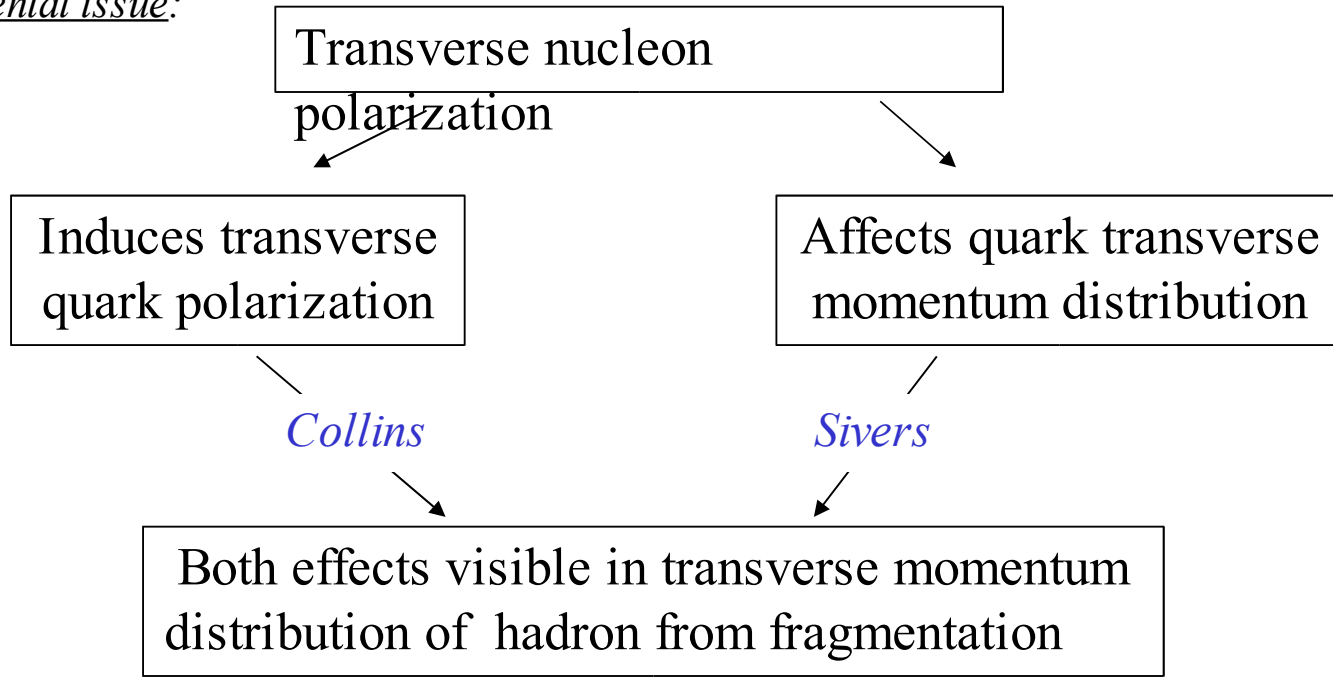 issue:
Transverse nucleon
polarization
Induces transverse
quark polarization
Affects quark transverse
momentum distribution
Collins
Sivers
Both effects visible in transverse momentum
distribution of hadron from fragmentation